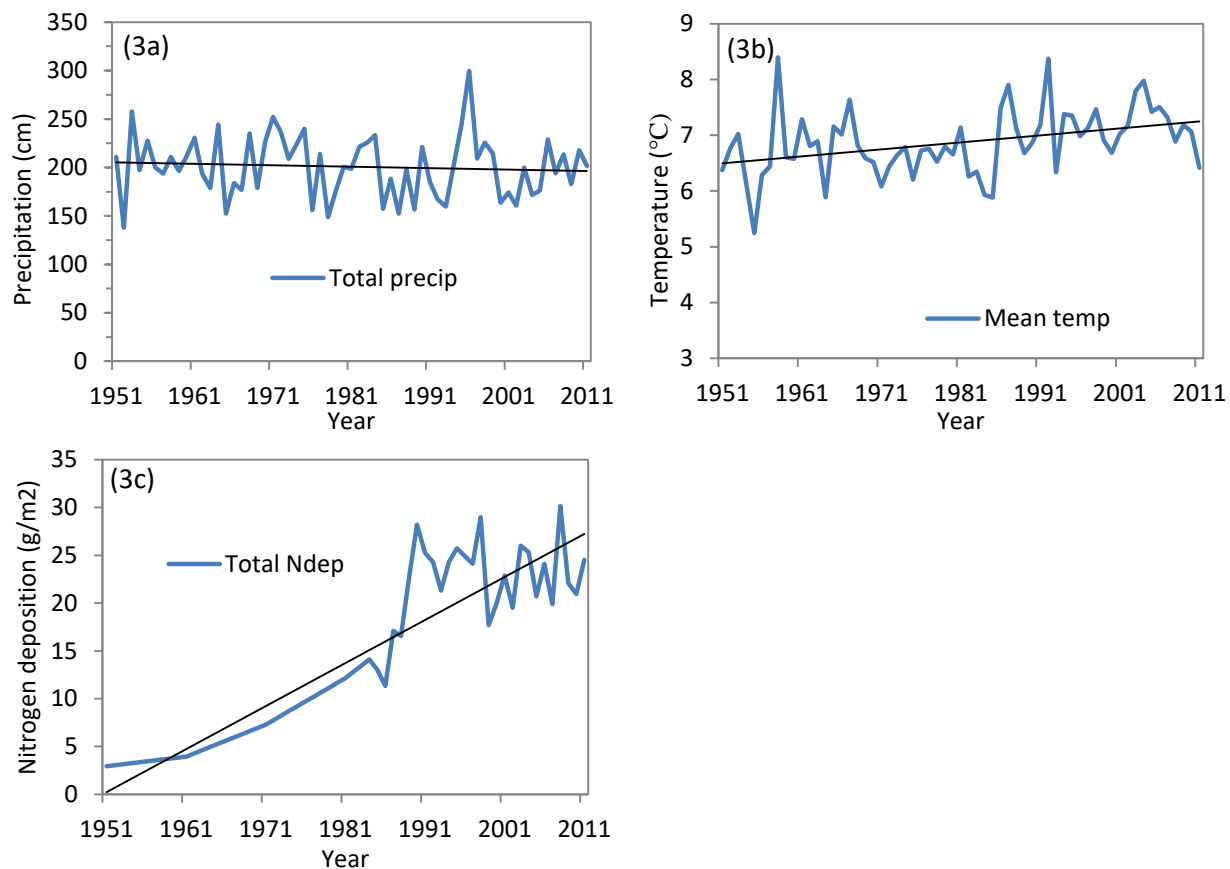 (3a)
Precipitation (cm)
350
300
250
200
150
100
50
0
Total precip
1951 1961 1971 1981 1991 2001 2011
Year
(3b)
Temperature (°C)
9
8
7
6
5
4
3
Mean temp
1951 1961 1971 1981 1991 2001 2011
Year
(3c)
Nitrogen deposition (g/m2)
35
30
25
20
15
10
5
0
Total Ndep
1951 1961 1971 1981 1991 2001 2011
Year